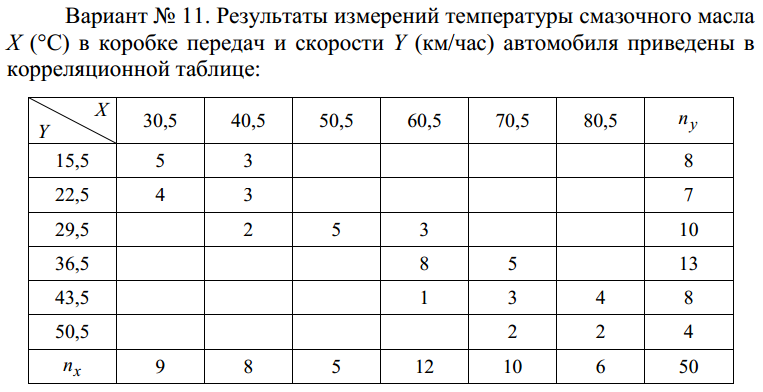 Вариант № 11. Результаты измерений температуры смазочного масла
X (°С) в коробке передач и скорости Y (км/час) автомобиля приведены в
корреляционной таблице:
X
Y 30,5 40,5 50,5 60,5 70,5 80,5 n_y
15,5 5 3 8
22,5 4 3 7
29,5 2 5 3 10
36,5 8 5 13
43,5 1 3 4 8
50,5 2 2 4
n_x 9 8 5 12 10 6 50